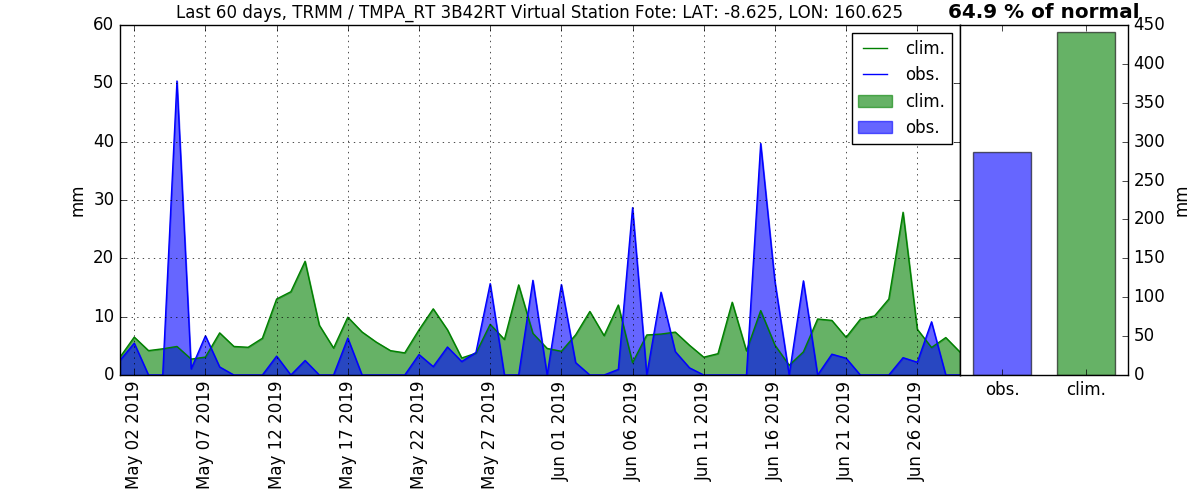 Last 60 days, TRMM / TMPA_RT 3B42RT Virtual Station Fote: LAT: -8.625, LON: 160.625
64.9 % of normal
60
50
40
30
20
10
0
mm
clim.
obs.
clim.
obs.
450
400
350
300
250
200
150
100
50
0
mm
obs.
clim.
May 02 2019
May 07 2019
May 12 2019
May 17 2019
May 22 2019
May 27 2019
Jun 01 2019
Jun 06 2019
Jun 11 2019
Jun 16 2019
Jun 21 2019
Jun 26 2019